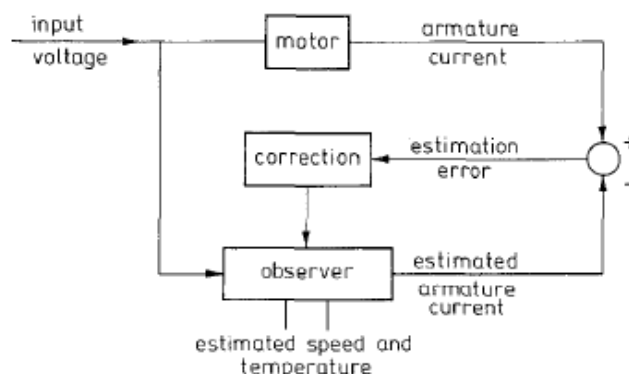 input
voltage
motor
armature
current
+
correction
estimation
error
-
observer
estimated
armature
current
estimated speed and
temperature